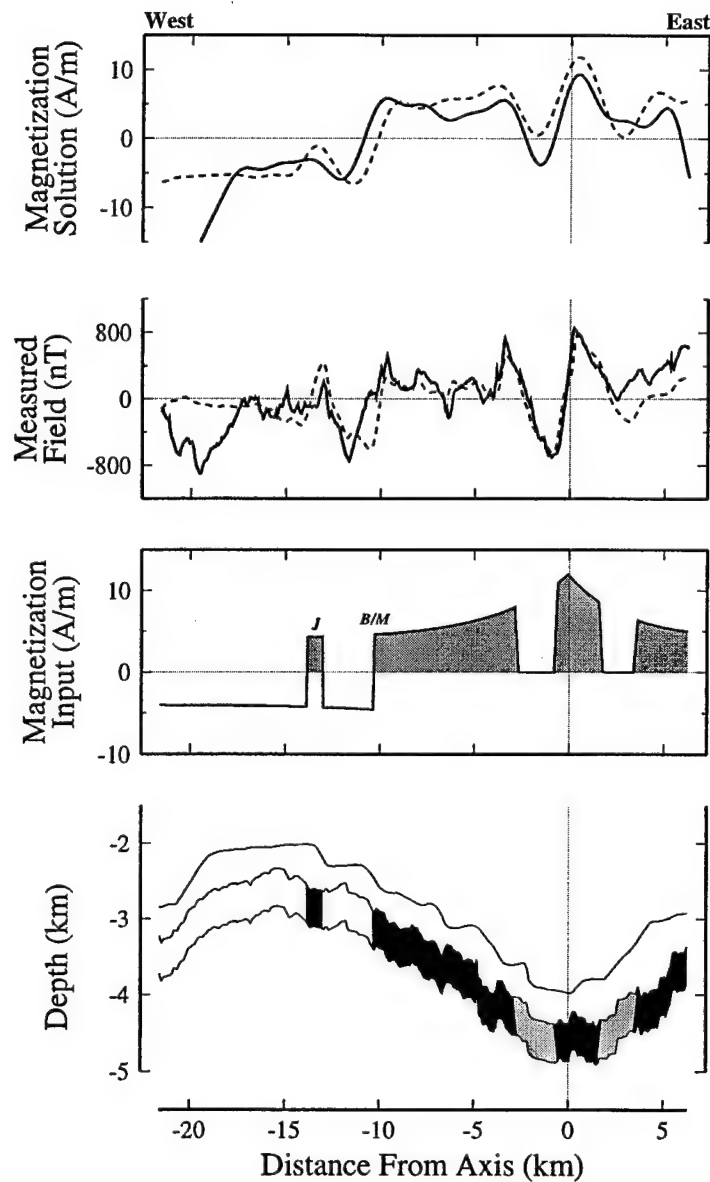 West East
Magnetization
Solution (A/m)
10
0
-10
Measured
Field (nT)
800
400
0
-800
Magnetization
Input (A/m)
10
0
-10
J
B/M
Depth (km)
-2
-3
-4
-5
-20 -15 -10 -5 0 5
Distance From Axis (km)